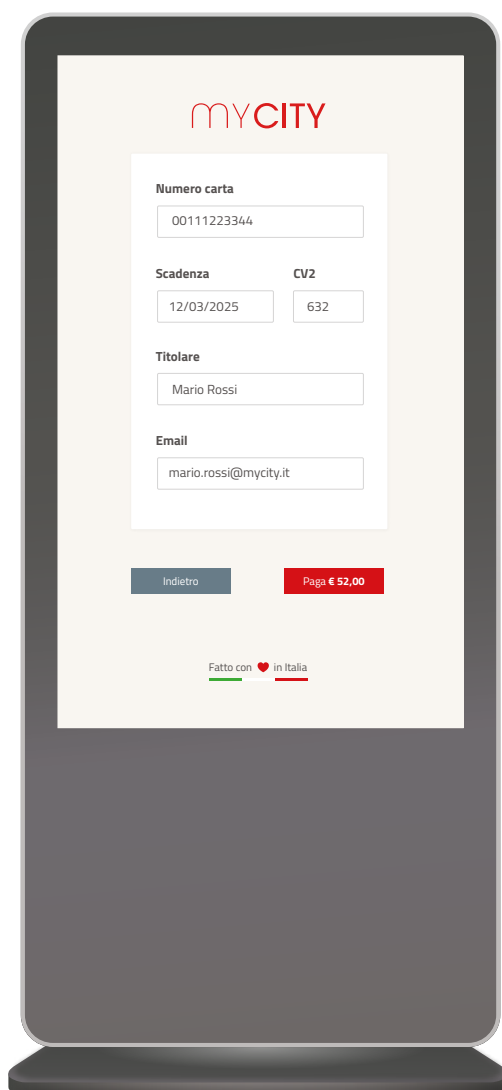 MYCITY
Numero carta
00111223344
Scadenza CV2
12/03/2025 632
Titolare
Mario Rossi
Email
mario.rossi@mycity.it
Indietro Paga € 52,00
Fatto con ❤ in Italia